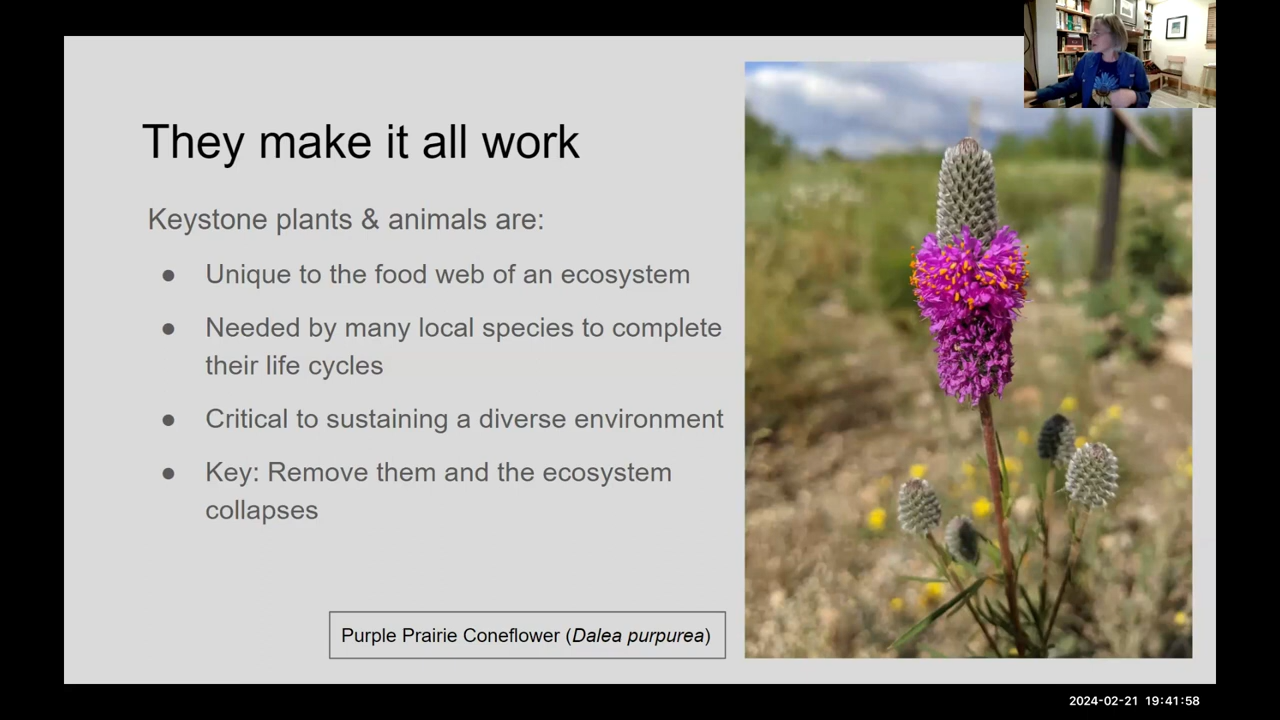 They make it all work
Keystone plants & animals are:
● Unique to the food web of an ecosystem
● Needed by many local species to complete
their life cycles
● Critical to sustaining a diverse environment
● Key: Remove them and the ecosystem
collapses
Purple Prairie Coneflower (Dalea purpurea)
2024-02-21 19:41:58